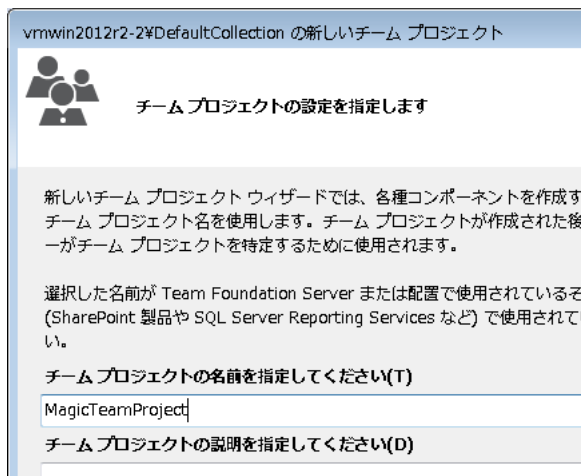 vmwin2012r2-2¥DefaultCollection の新しいチーム プロジェクト
チーム プロジェクトの設定を指定します
新しいチーム プロジェクト ウィザードでは、各種コンポーネントを作成す
チーム プロジェクト名を使用します。チーム プロジェクトが作成された後
ーがチーム プロジェクトを特定するために使用されます。
選択した名前が Team Foundation Server または配置で使用されているそ
(SharePoint 製品や SQL Server Reporting Services など) で使用されて
い。
チーム プロジェクトの名前を指定してください(T)
MagicTeamProject
チーム プロジェクトの説明を指定してください(D)